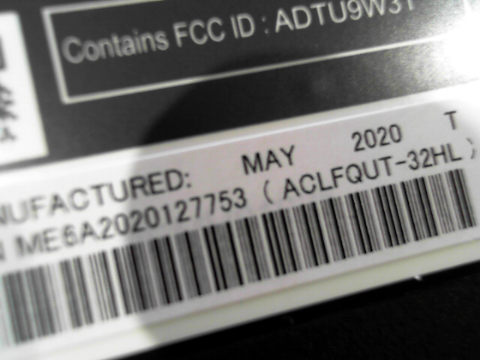 Contains FCC ID : ADTU9W31
NUFACTURED: MAY 2020 T
N ME6A2020127753 ( ACLFQUT-32HL )